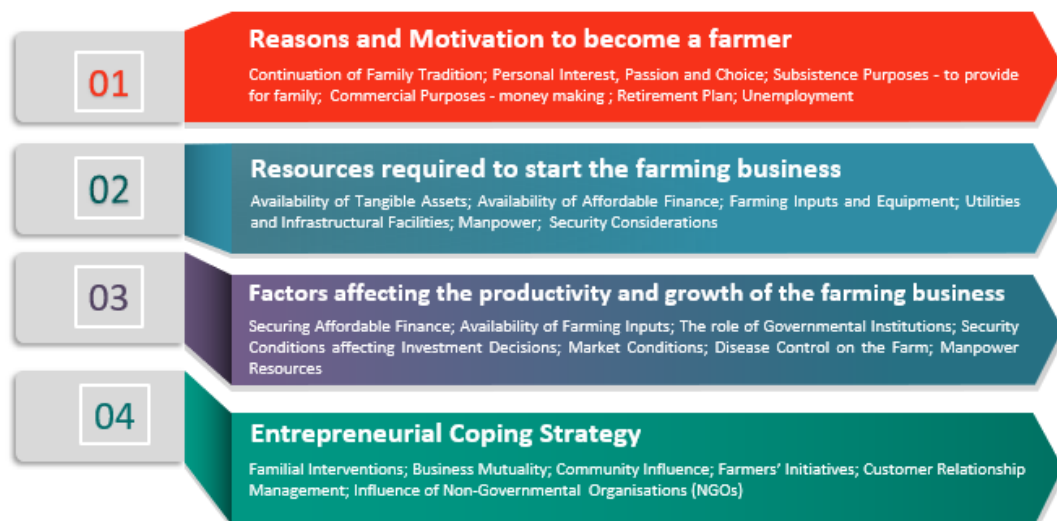 01
Reasons and Motivation to become a farmer
Continuation of Family Tradition; Personal Interest, Passion and Choice; Subsistence Purposes - to provide
for family; Commercial Purposes - money making ; Retirement Plan; Unemployment
02
Resources required to start the farming business
Availability of Tangible Assets; Availability of Affordable Finance; Farming Inputs and Equipment; Utilities
and Infrastructural Facilities; Manpower; Security Considerations
03
Factors affecting the productivity and growth of the farming business
Securing Affordable Finance; Availability of Farming Inputs; The role of Governmental Institutions; Security
Conditions affecting Investment Decisions; Market Conditions; Disease Control on the Farm; Manpower
Resources
04
Entrepreneurial Coping Strategy
Familial Interventions; Business Mutuality; Community Influence; Farmers' Initiatives; Customer Relationship
Management; Influence of Non-Governmental Organisations (NGOs)